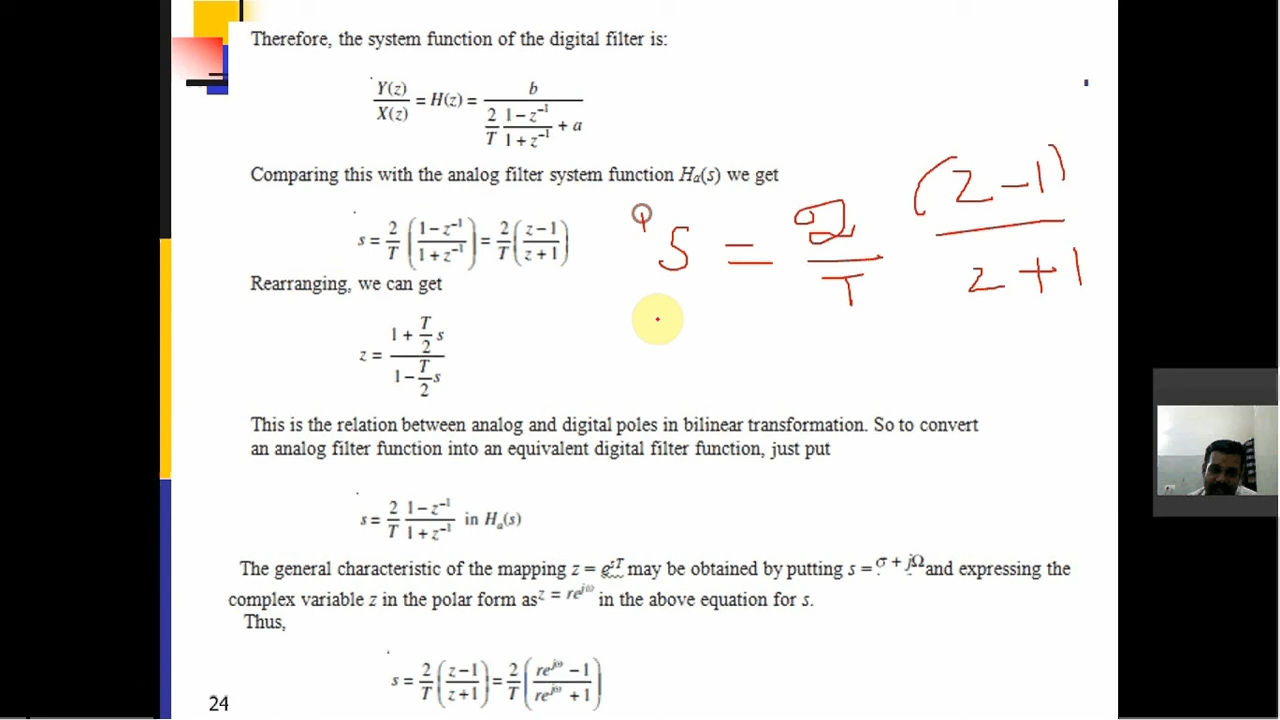 Therefore, the system function of the digital filter is:
Y(z)/X(z) = H(z) = b / (2/T (1 − z⁻¹)/(1 + z⁻¹) + a)
Comparing this with the analog filter system function Hₐ(s) we get
s = 2/T ((1 − z⁻¹)/(1 + z⁻¹)) = 2/T ((z − 1)/(z + 1))
S = 2/T (z − 1)/z + 1
Rearranging, we can get
z = (1 + T/2 s)/(1 − T/2 s)
This is the relation between analog and digital poles in bilinear transformation. So to convert
an analog filter function into an equivalent digital filter function, just put
s = 2/T (1 − z⁻¹)/(1 + z⁻¹) in Hₐ(s)
The general characteristic of the mapping z = e^sT may be obtained by putting s = σ + jΩ and expressing the
complex variable z in the polar form as z = re^jω in the above equation for s.
Thus,
s = 2/T ((z − 1)/(z + 1)) = 2/T ((re^jω − 1)/(re^jω + 1))
24